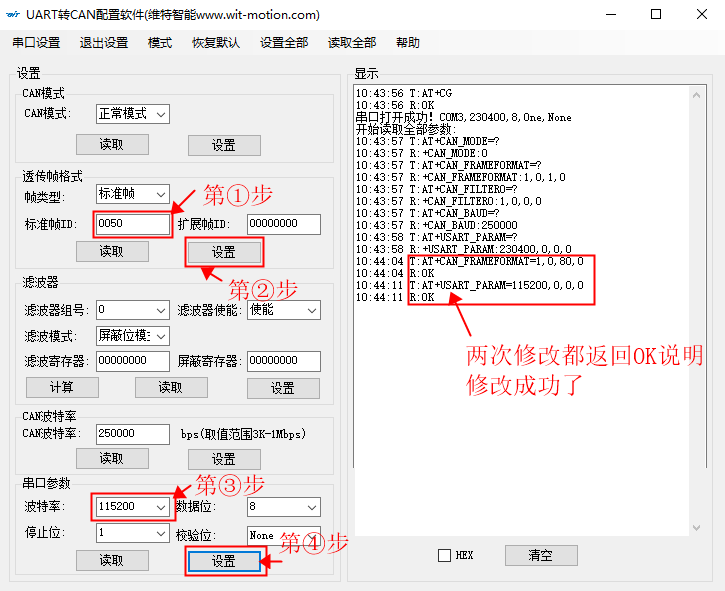 UART转CAN配置软件(维特智能www.wit-motion.com)
串口设置 退出设置 模式 恢复默认 设置全部 读取全部 帮助
设置
CAN模式
CAN模式: 正常模式
读取 设置
透传帧格式
帧类型: 标准帧
第①步
标准帧ID: 0050 扩展帧ID: 00000000
读取 设置
第②步
滤波器
滤波器组号: 0 滤波器使能: 使能
滤波模式: 屏蔽位模式
滤波寄存器: 00000000 屏蔽寄存器: 00000000
计算 读取 设置
CAN波特率
CAN波特率: 250000 bps(取值范围3K-1Mbps)
读取 设置
串口参数
第③步
波特率: 115200 数据位: 8
停止位: 1 校验位: None
第④步
读取 设置
显示
10:43:56 T:AT+CG
10:43:56 R:OK
串口打开成功! COM3,230400,8,One,None
开始读取全部参数:
10:43:57 T:AT+CAN_MODE=?
10:43:57 R:+CAN_MODE:0
10:43:57 T:AT+CAN_FRAMEFORMAT=?
10:43:57 R:+CAN_FRAMEFORMAT:1,0,1,0
10:43:57 T:AT+CAN_FILTER0=?
10:43:57 R:+CAN_FILTER0:1,0,0,0
10:43:57 T:AT+CAN_BAUD=?
10:43:57 R:+CAN_BAUD:250000
10:43:58 T:AT+USART_PARAM=?
10:43:58 R:+USART_PARAM:230400,0,0,0
10:44:04 T:AT+CAN_FRAMEFORMAT=1,0,80,0
10:44:04 R:OK
10:44:11 T:AT+USART_PARAM=115200,0,0,0
10:44:11 R:OK
两次修改都返回OK说明
修改成功了
HEX 清空